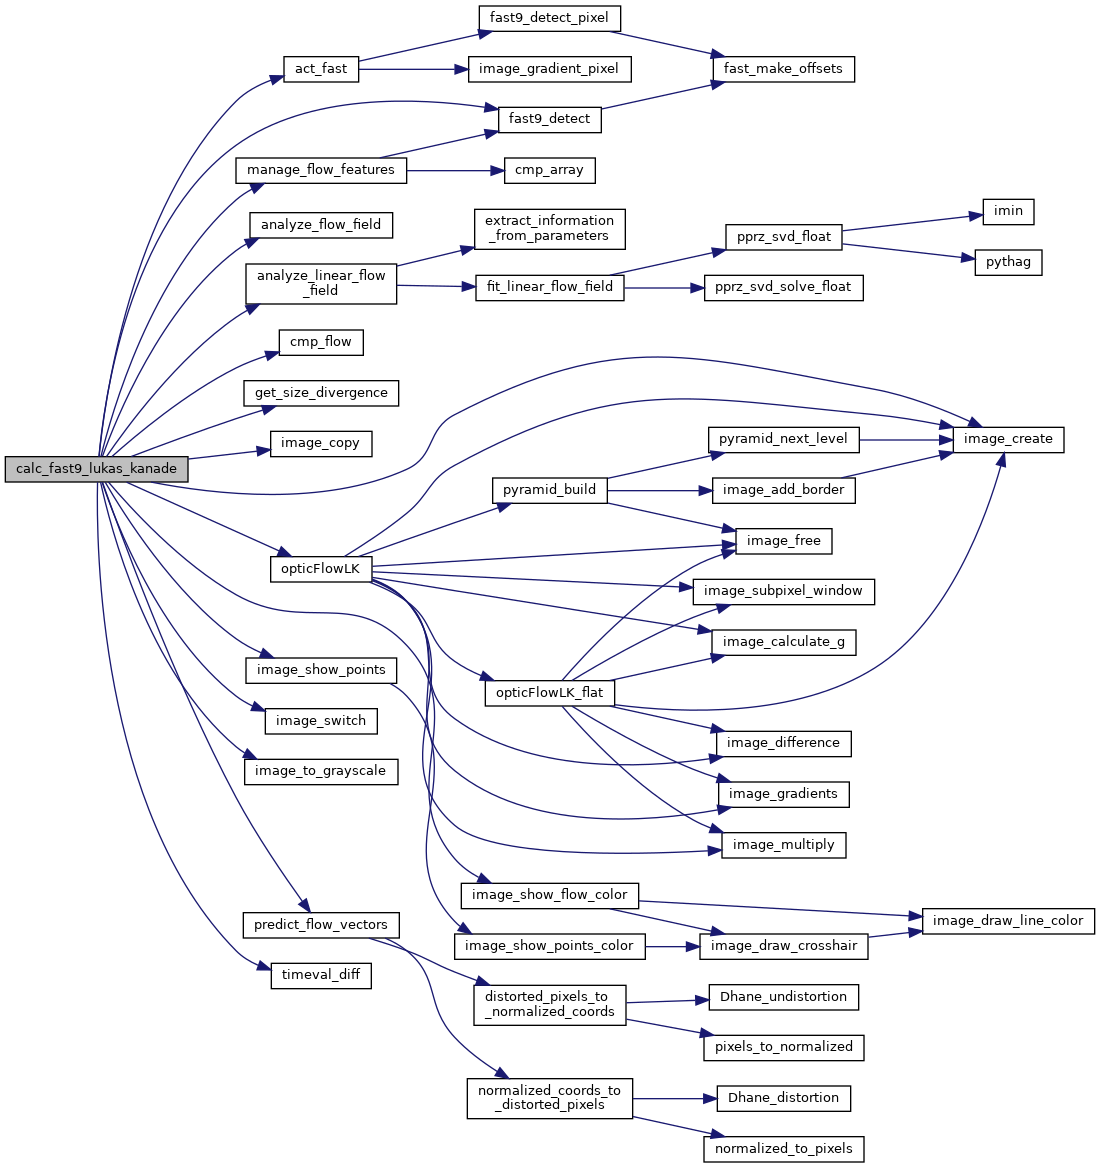 fast9_detect_pixel
act_fast
image_gradient_pixel
fast_make_offsets
fast9_detect
manage_flow_features
cmp_array
analyze_flow_field
extract_information
_from_parameters
imin
pprz_svd_float
pythag
analyze_linear_flow
_field
fit_linear_flow_field
pprz_svd_solve_float
cmp_flow
get_size_divergence
image_copy
pyramid_next_level
image_create
calc_fast9_lukas_kanade
pyramid_build
image_add_border
image_free
opticFlowLK
image_subpixel_window
image_calculate_g
image_show_points
opticFlowLK_flat
image_switch
image_difference
image_to_grayscale
image_gradients
image_multiply
image_show_flow_color
image_draw_line_color
predict_flow_vectors
image_show_points_color
image_draw_crosshair
timeval_diff
distorted_pixels_to
_normalized_coords
Dhane_undistortion
pixels_to_normalized
normalized_coords_to
_distorted_pixels
Dhane_distortion
normalized_to_pixels